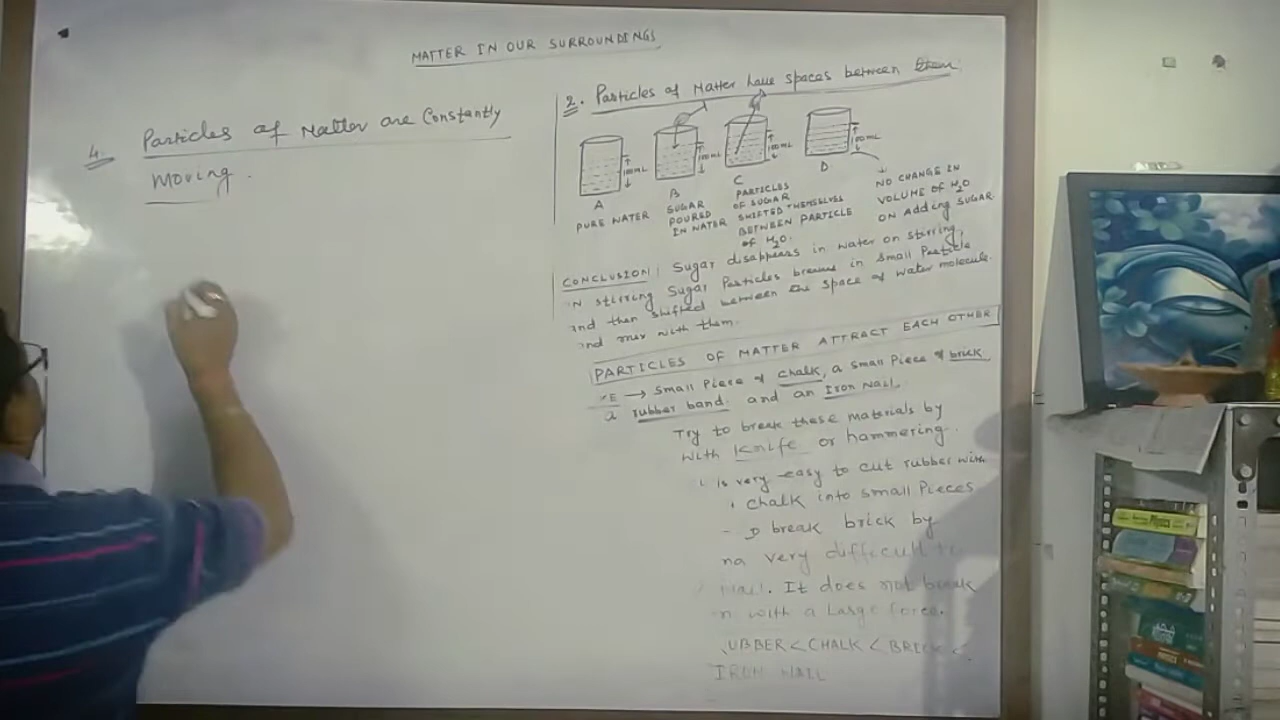 MATTER IN OUR SURROUNDINGS
4. Particles of Matter are Constantly
Moving.
2. Particles of Matter have spaces between them
100ML
100ML
100ML
100ML
A
PURE WATER
B
SUGAR
POURED
IN WATER
C
PARTICLES
OF SUGAR
SHIFTED THEMSELVES
BETWEEN PARTICLE
of H2O.
D
NO CHANGE IN
VOLUME OF H2O
ON Adding SUGAR
CONCLUSION: Sugar disappears in water on stirring,
N stirring Sugar Particles in small Particle
and then shifted between the space of water molecule.
and mix with them.
PARTICLES OF MATTER ATTRACT EACH OTHER
→ Small Piece of chalk, a small Piece of brick
a rubber band. and an Iron Nail.
Try to break these materials by
with Knife or hammering.
is very easy to cut rubber with
chalk into small Pieces
break brick by
very difficult
Nail. It does not break
with a Large force.
UBBER < CHALK < BRICK <
IRON NAIL